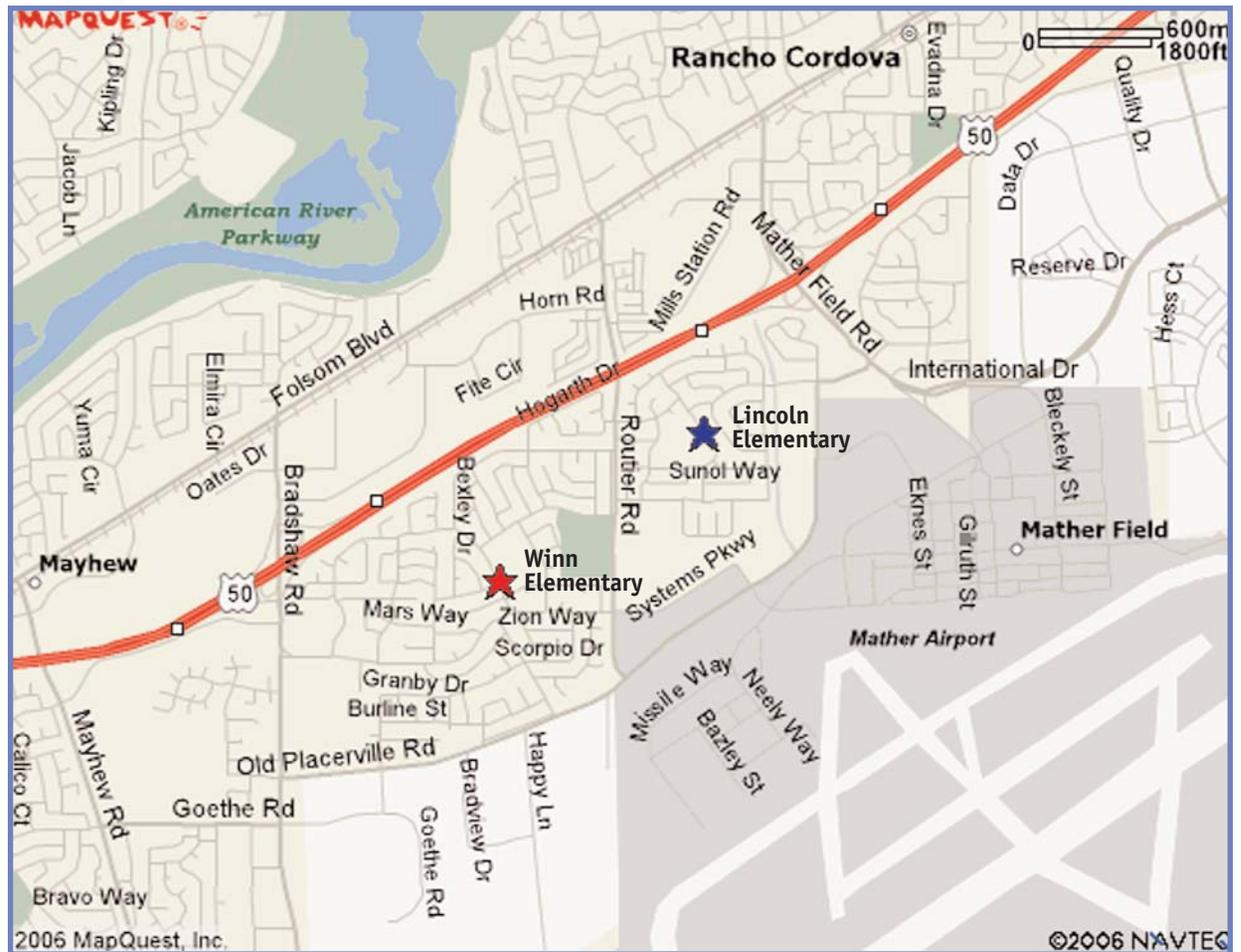 MAPQUEST
Kipling Dr
Jacob Ln
Rancho Cordova
Evadna Dr
0
600m
1800ft
Quality Dr
50
Data Dr
American River
Parkway
Mills Station Rd
Mather Field Rd
Reserve Dr
Hess Ct
Horn Rd
Folsom Blvd
Elmira Cir
Fite Cir
Hogarth Dr
International Dr
Yuma Cir
Oates Dr
Bradshaw Rd
Bexley Dr
Routier Rd
Lincoln
Elementary
Sunol Way
Bleckely St
Eknes St
Gilruth St
Mather Field
Mayhew
50
Winn
Elementary
Systems Pkwy
Mars Way
Zion Way
Scorpio Dr
Mather Airport
Granby Dr
Burline St
Missile Way
Neely Way
Bazley St
Mayhew Rd
Calico Ct
Old Placerville Rd
Happy Ln
Bradview Dr
Goethe Rd
Goethe Rd
Bravo Way
2006 MapQuest, Inc.
©2006 NAVTEQ